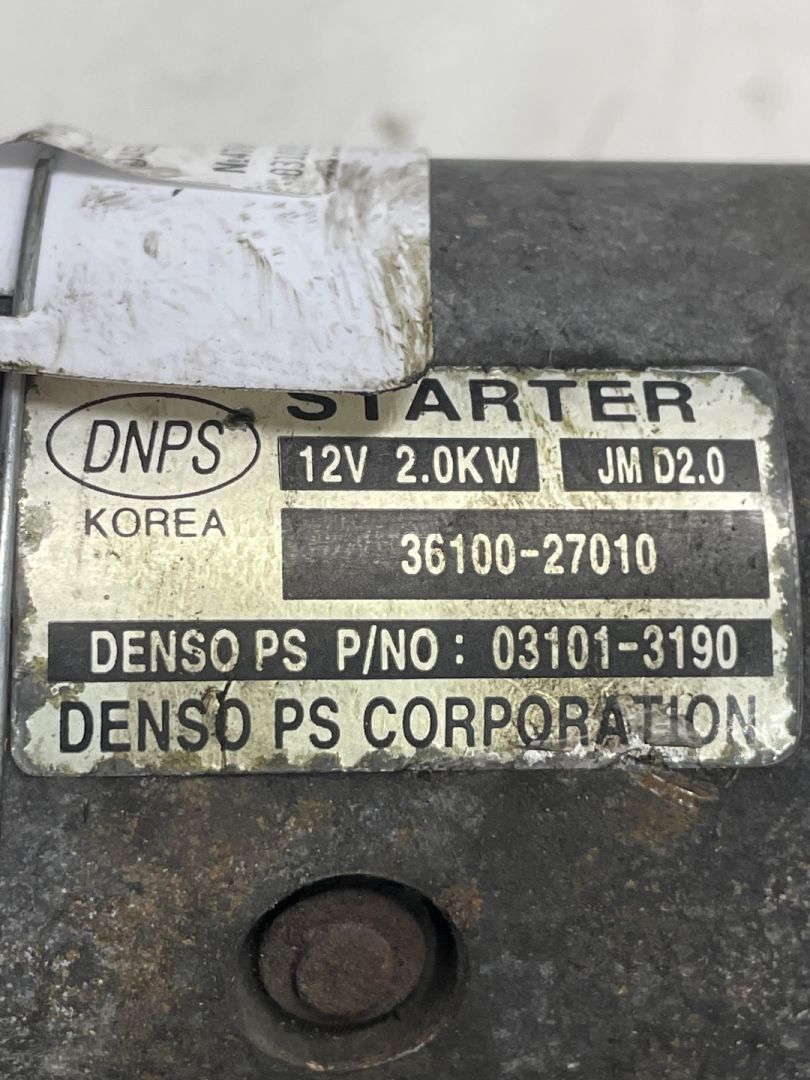 STARTER
DNPS
KOREA
12V 2.0KW
JM D2.0
36100-27010
DENSO PS P/NO : 03101-3190
DENSO PS CORPORATION